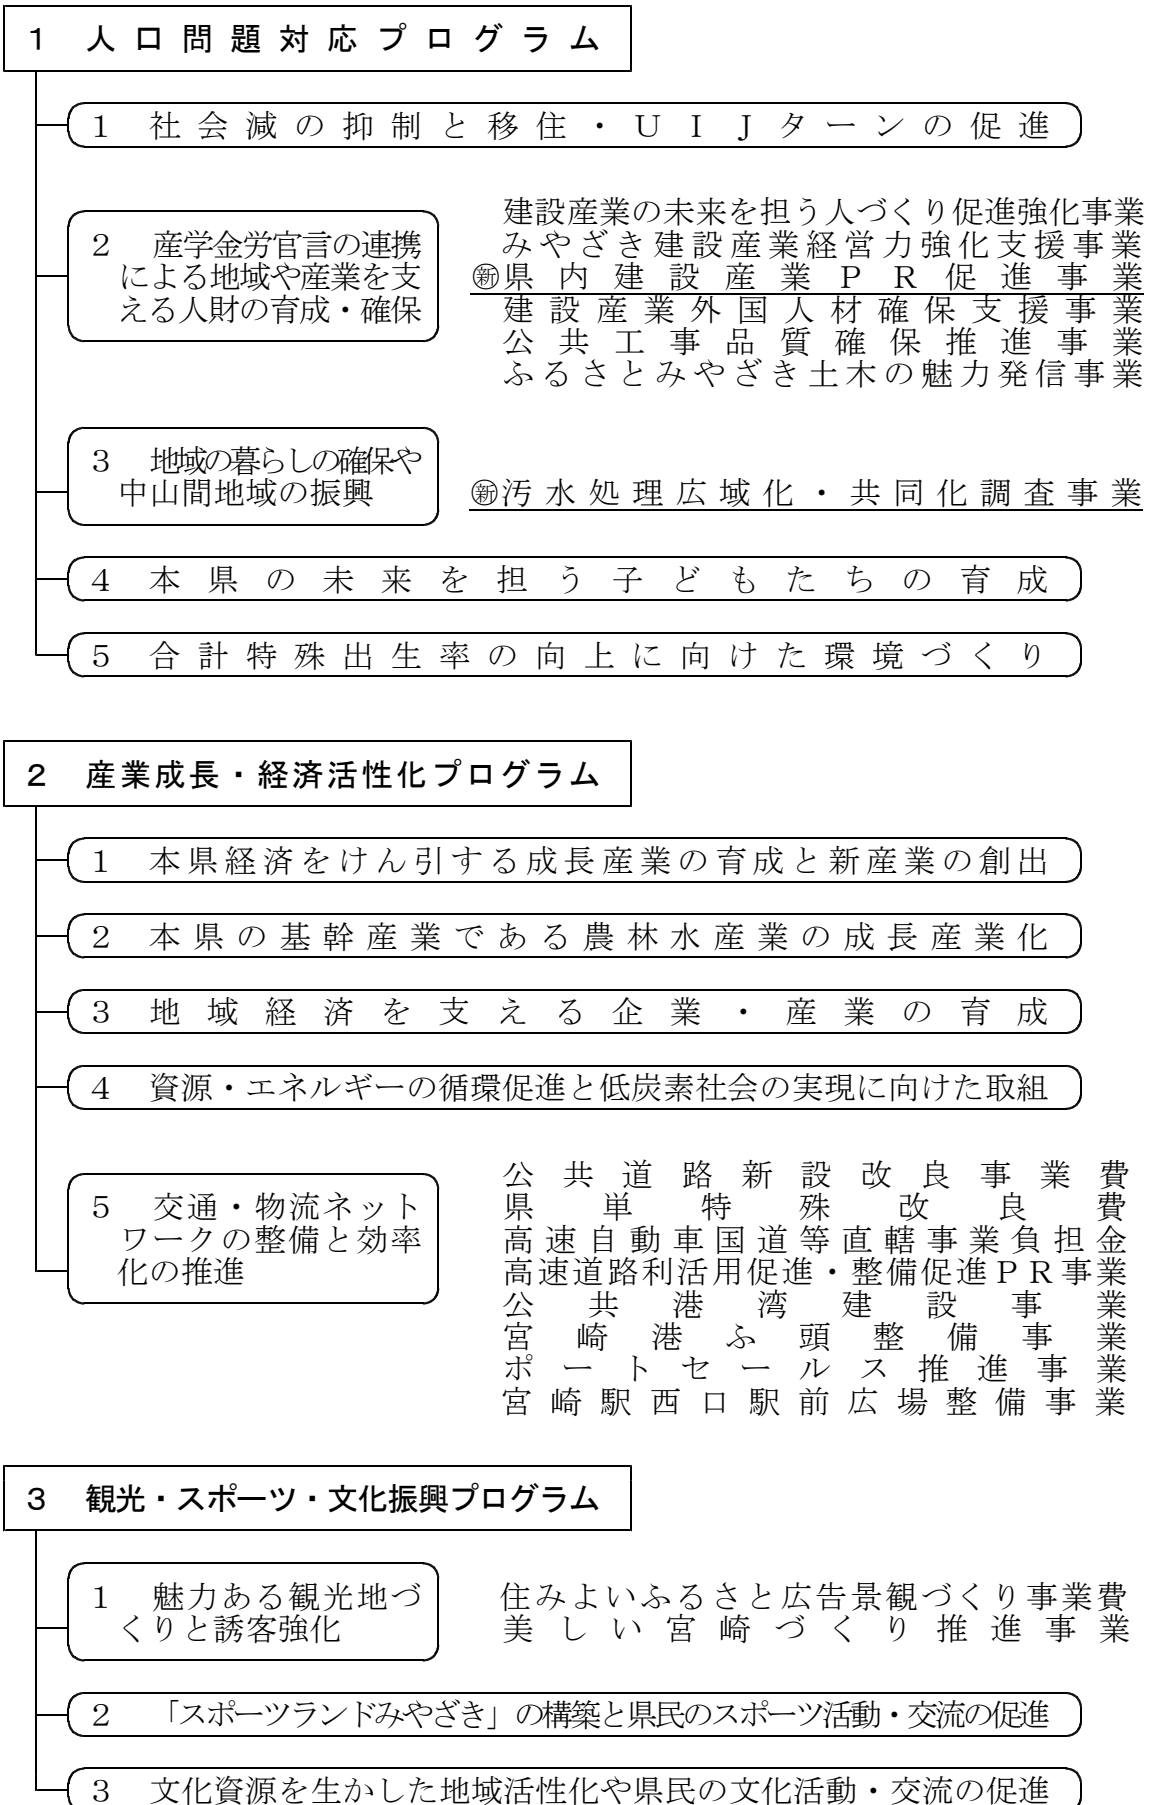 １　人口問題対応プログラム
１　社会減の抑制と移住・ＵＩＪターンの促進
２　産学金労官言の連携
による地域や産業を支
える人財の育成・確保
建設産業の未来を担う人づくり促進強化事業
みやざき建設産業経営力強化支援事業
㊟県内建設産業ＰＲ促進事業
建設産業外国人材確保支援事業
公共工事品質確保推進事業
ふるさとみやざき土木の魅力発信事業
３　地域の暮らしの確保や
中山間地域の振興
新汚水処理広域化・共同化調査事業
４　本県の未来を担う子どもたちの育成
５　合計特殊出生率の向上に向けた環境づくり
２　産業成長・経済活性化プログラム
１　本県経済をけん引する成長産業の育成と新産業の創出
２　本県の基幹産業である農林水産業の成長産業化
３　地域経済を支える企業・産業の育成
４　資源・エネルギーの循環促進と低炭素社会の実現に向けた取組
５　交通・物流ネット
ワークの整備と効率
化の推進
公共道路新設改良事業費
県単特殊改良費
高速自動車国道等直轄事業負担金
高速道路利活用促進・整備促進ＰＲ事業
公共港湾建設事業
宮崎港ふ頭整備事業
ポートセールス推進事業
宮崎駅西口駅前広場整備事業
３　観光・スポーツ・文化振興プログラム
１　魅力ある観光地づ
くりと誘客強化
住みよいふるさと広告景観づくり事業費
美しい宮崎づくり推進事業
２　「スポーツランドみやざき」の構築と県民のスポーツ活動・交流の促進
３　文化資源を生かした地域活性化や県民の文化活動・交流の促進